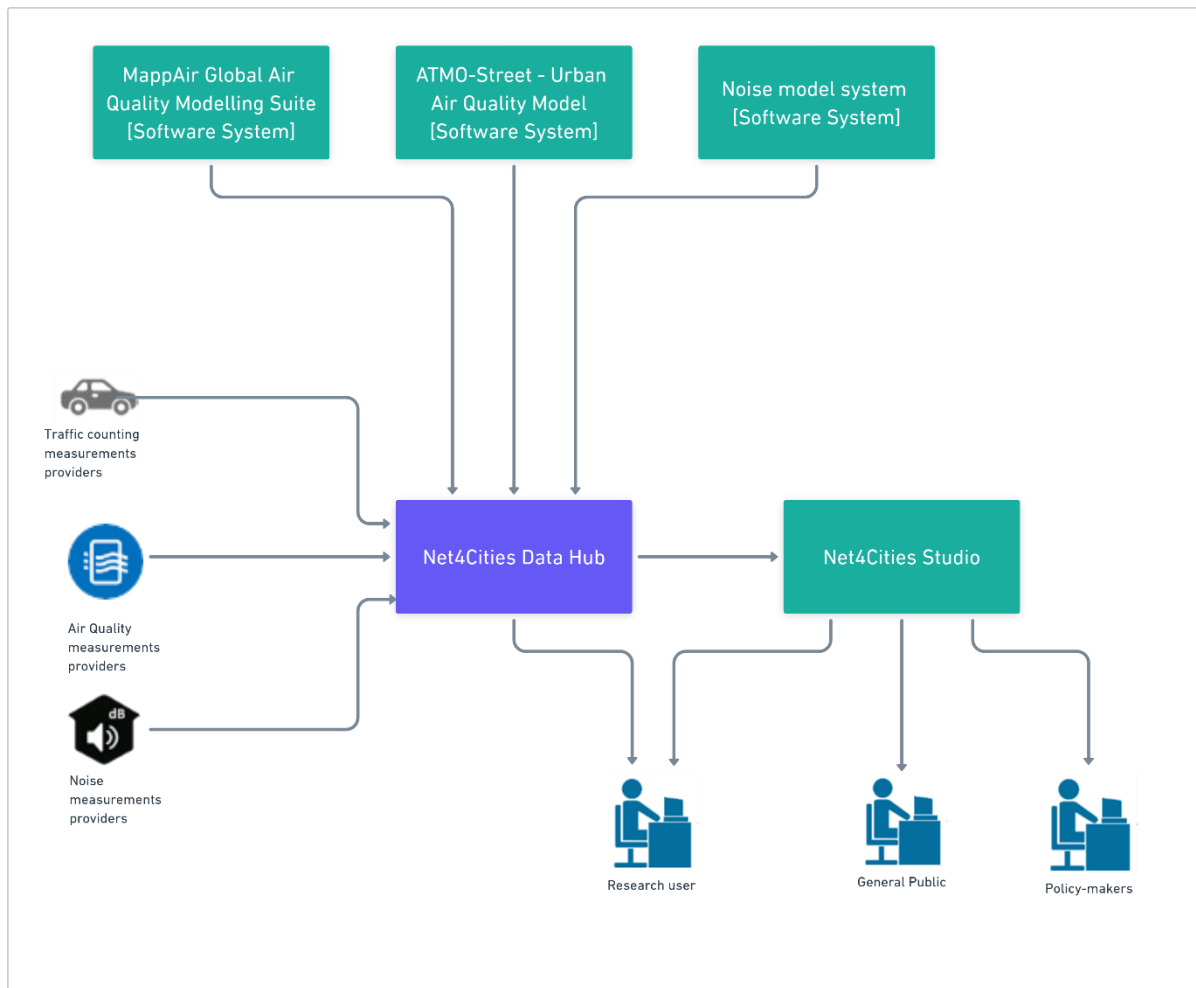 MappAir Global Air
Quality Modelling Suite
[Software System]
ATMO-Street - Urban
Air Quality Model
[Software System]
Noise model system
[Software System]
Traffic counting
measurements
providers
Net4Cities Data Hub
Net4Cities Studio
Air Quality
measurements
providers
dB
Noise
measurements
providers
Research user
General Public
Policy-makers